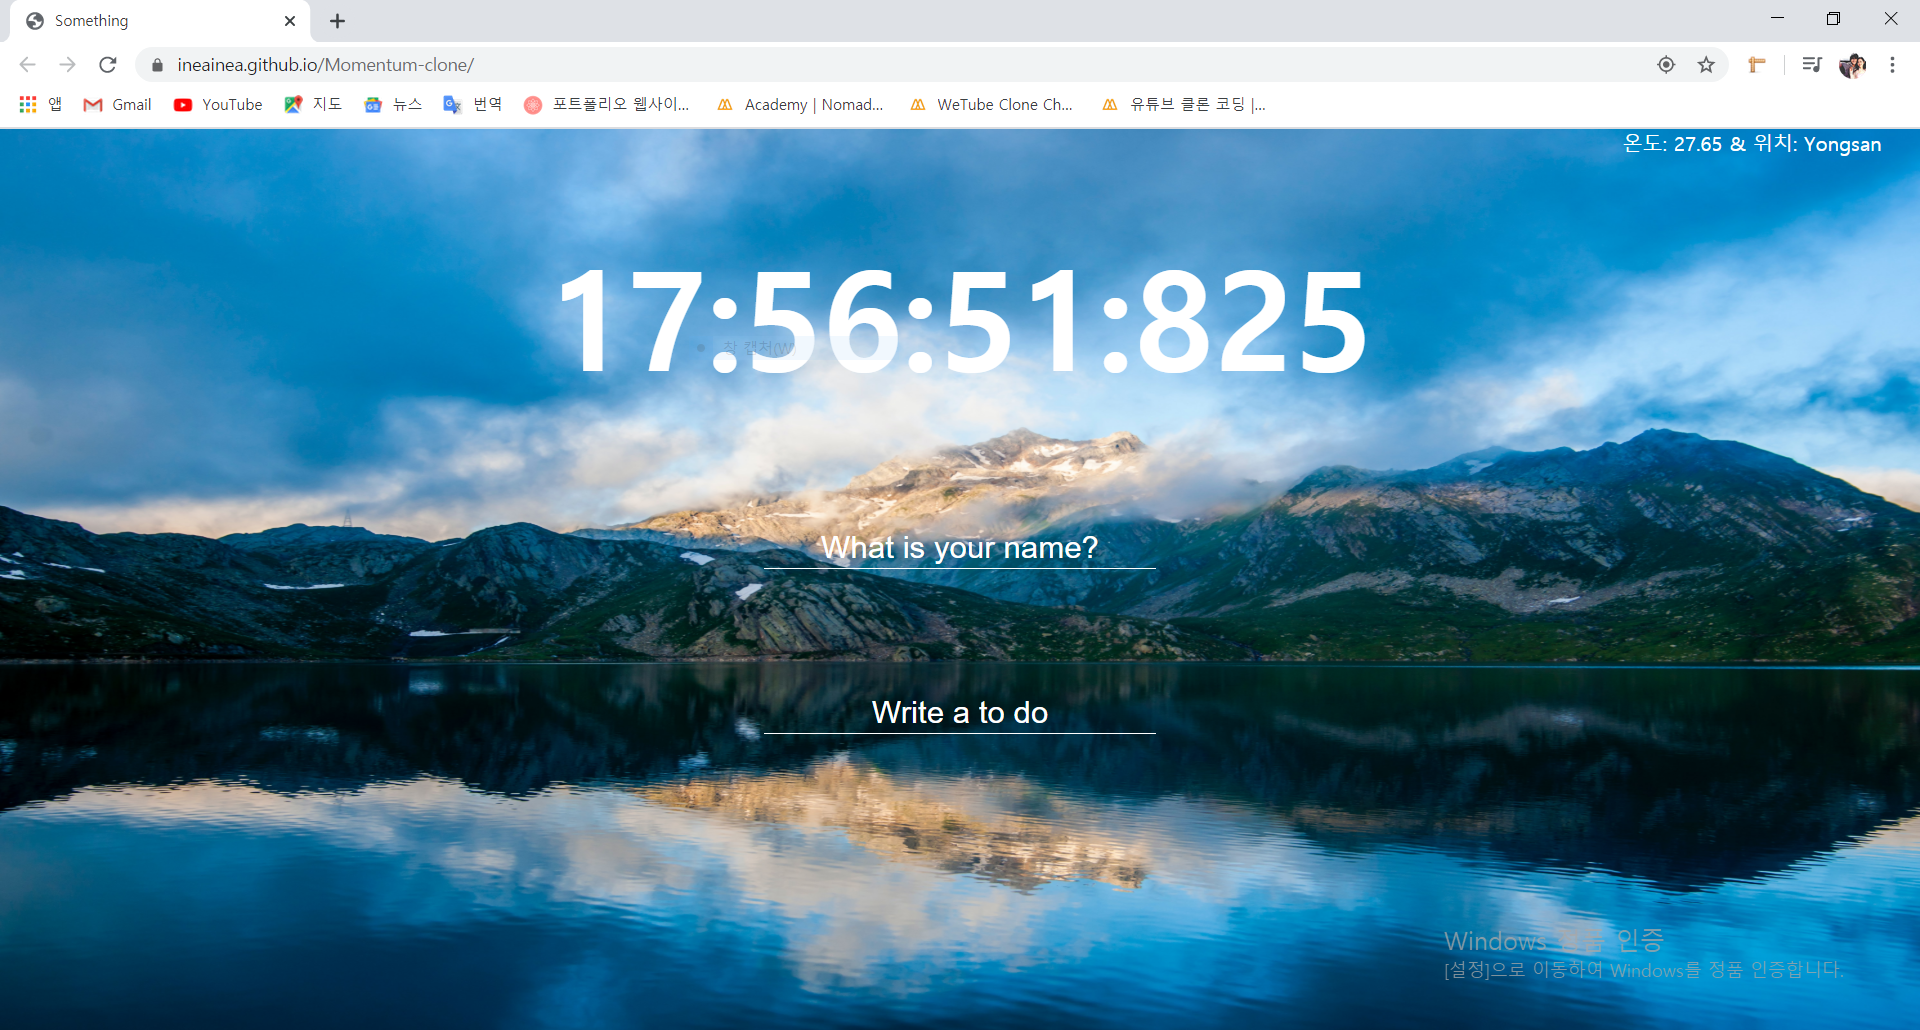 Something
ineainea.github.io/Momentum-clone/
앱 Gmail YouTube 지도 뉴스 번역 포트폴리오 웹사이... Academy | Nomad... WeTube Clone Ch... 유튜브 클론 코딩 |...
온도: 27.65 & 위치: Yongsan
17:56:51:825
창 캡처(W)
What is your name?
Write a to do
Windows 정품 인증
[설정]으로 이동하여 Windows를 정품 인증합니다.